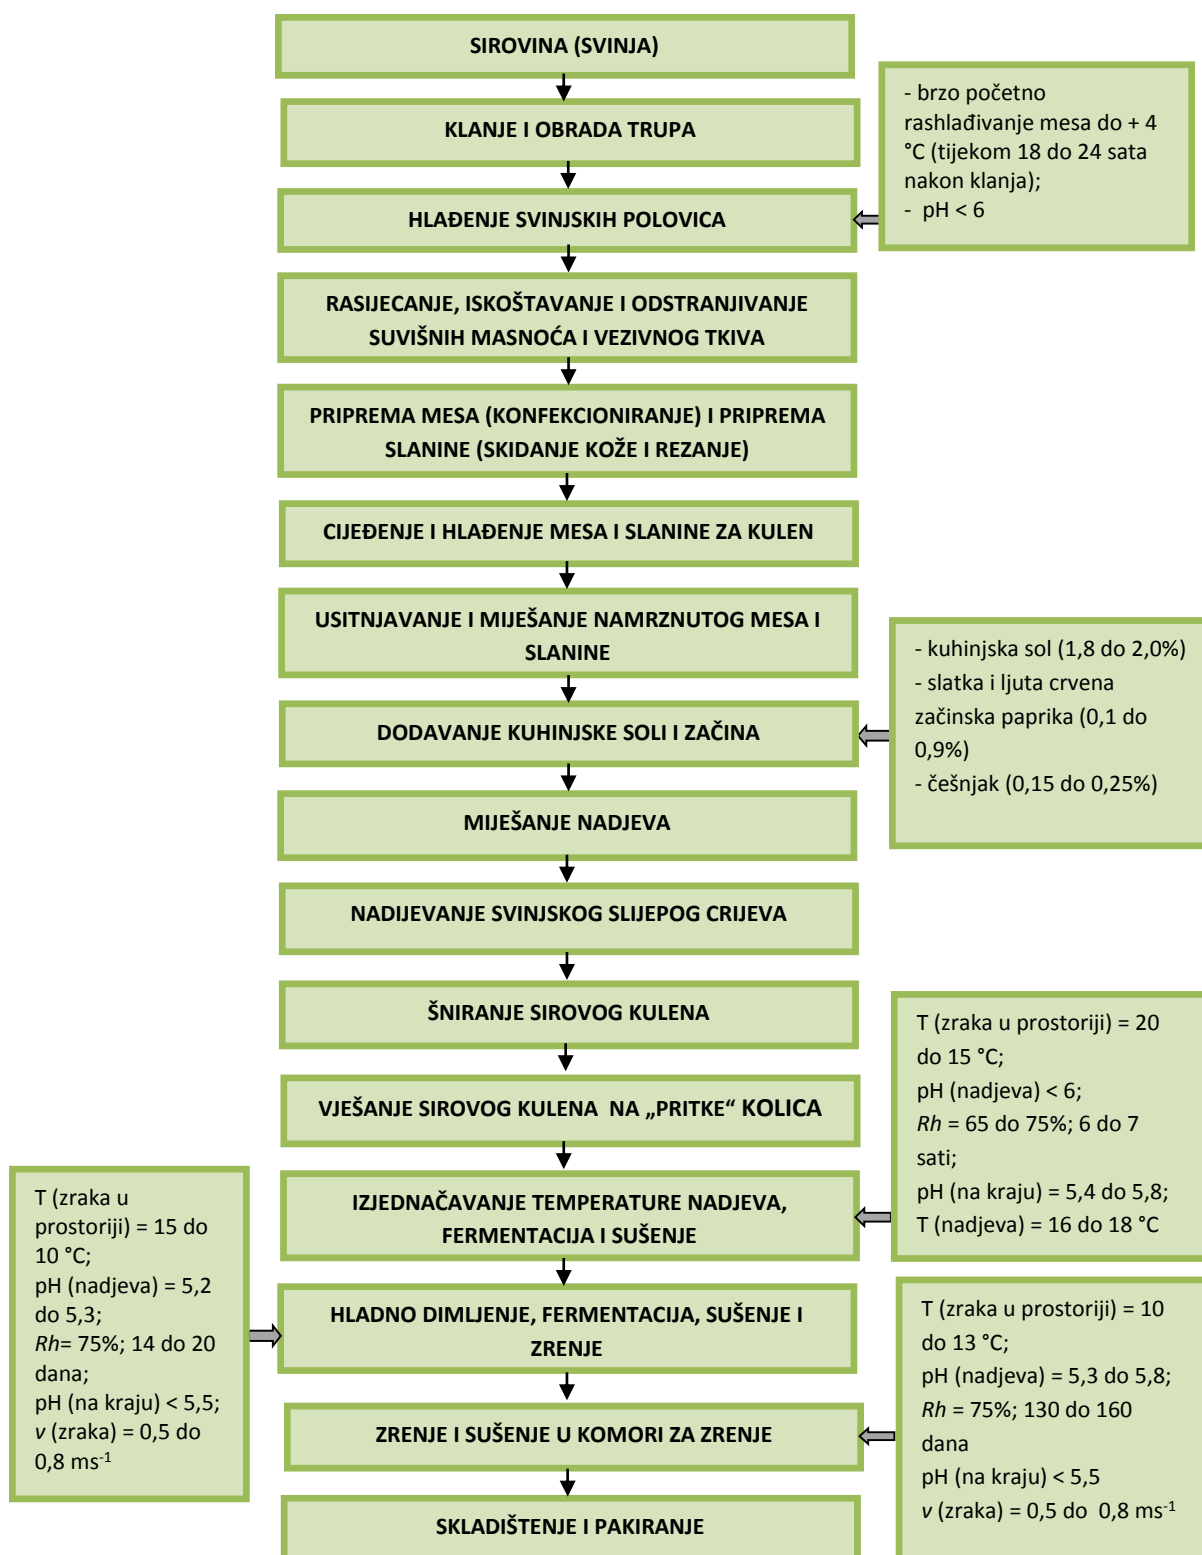 SIROVINA (SVINJA)
KLANJE I OBRADA TRUPA
- brzo početno
rashlađivanje mesa do + 4
°C (tijekom 18 do 24 sata
nakon klanja);
- pH < 6
HLAĐENJE SVINJSKIH POLOVICA
RASIJECANJE, ISKOŠTAVANJE I ODSTRANJIVANJE
SUVIŠNIH MASNOĆA I VEZIVNOG TKIVA
PRIPREMA MESA (KONFEKCIONIRANJE) I PRIPREMA
SLANINE (SKIDANJE KOŽE I REZANJE)
CIJEĐENJE I HLAĐENJE MESA I SLANINE ZA KULEN
USITNJAVANJE I MIJEŠANJE NAMRZNUTOG MESA I
SLANINE
- kuhinjska sol (1,8 do 2,0%)
- slatka i ljuta crvena
začinska paprika (0,1 do
0,9%)
- češnjak (0,15 do 0,25%)
DODAVANJE KUHINJSKE SOLI I ZAČINA
MIJEŠANJE NADJEVA
NADIJEVANJE SVINJSKOG SLIJEPOG CRIJEVA
ŠNIRANJE SIROVOG KULENA
VJEŠANJE SIROVOG KULENA NA „PRITKE“ KOLICA
T (zraka u prostoriji) = 20
do 15 °C;
pH (nadjeva) < 6;
Rh = 65 do 75%; 6 do 7
sati;
pH (na kraju) = 5,4 do 5,8;
T (nadjeva) = 16 do 18 °C
IZJEDNAČAVANJE TEMPERATURE NADJEVA,
FERMENTACIJA I SUŠENJE
T (zraka u
prostoriji) = 15 do
10 °C;
pH (nadjeva) = 5,2
do 5,3;
Rh= 75%; 14 do 20
dana;
pH (na kraju) < 5,5;
v (zraka) = 0,5 do
0,8 ms⁻¹
HLADNO DIMLJENJE, FERMENTACIJA, SUŠENJE I
ZRENJE
T (zraka u prostoriji) = 10
do 13 °C;
pH (nadjeva) = 5,3 do 5,8;
Rh = 75%; 130 do 160
dana
pH (na kraju) < 5,5
v (zraka) = 0,5 do 0,8 ms⁻¹
ZRENJE I SUŠENJE U KOMORI ZA ZRENJE
SKLADIŠTENJE I PAKIRANJE